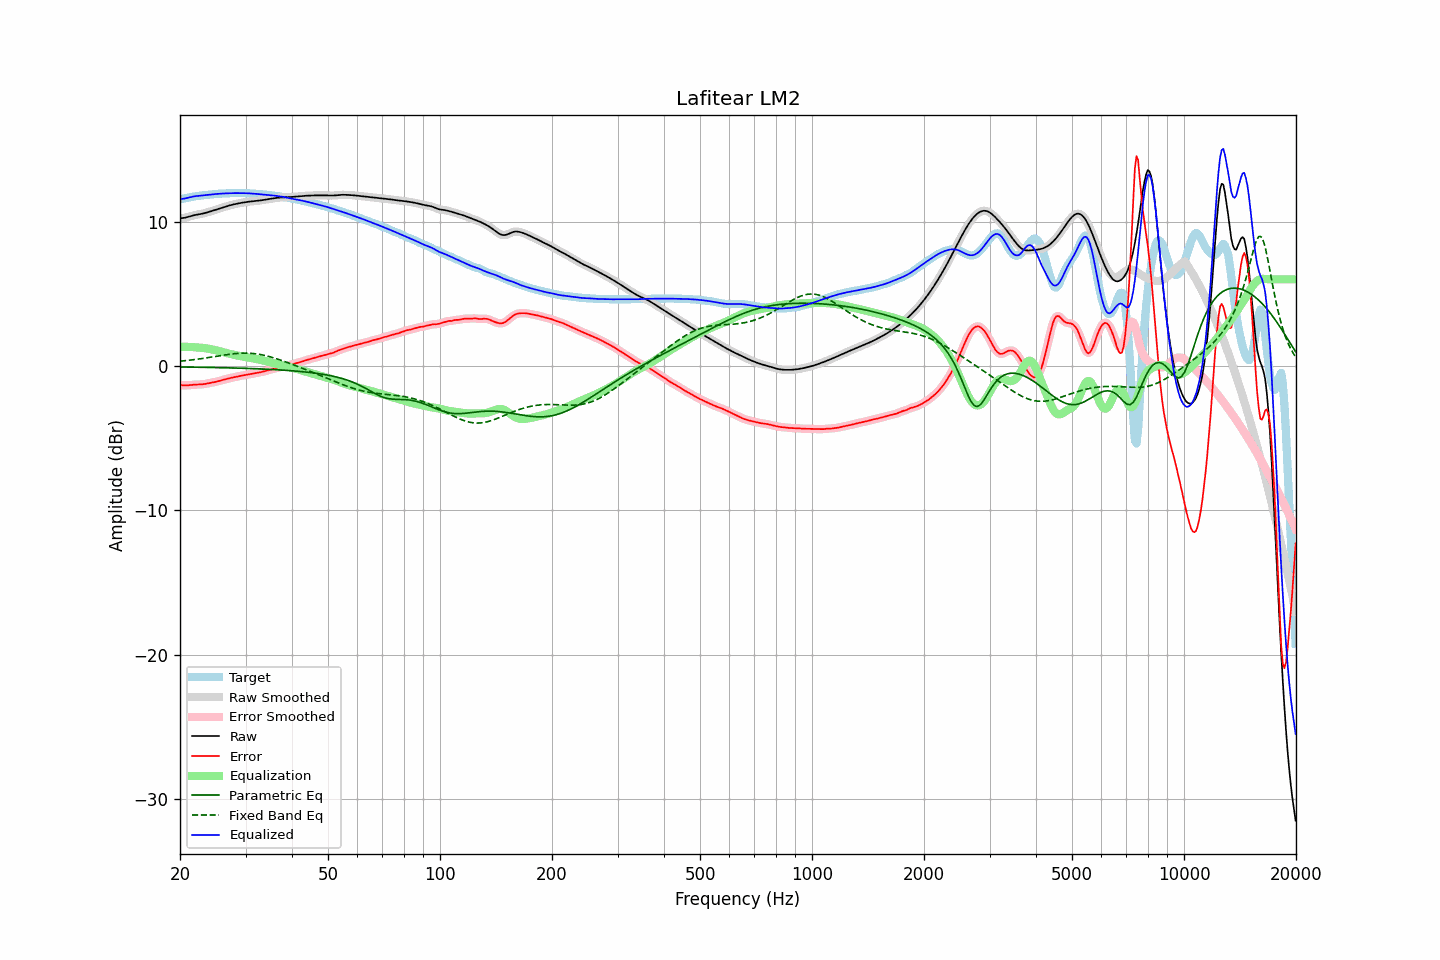 Lafitear LM2
Amplitude (dBr)
10
0
−10
−20
−30
Target
Raw Smoothed
Error Smoothed
Raw
Error
Equalization
Parametric Eq
Fixed Band Eq
Equalized
20 50 100 200 500 1000 2000 5000 10000 20000
Frequency (Hz)